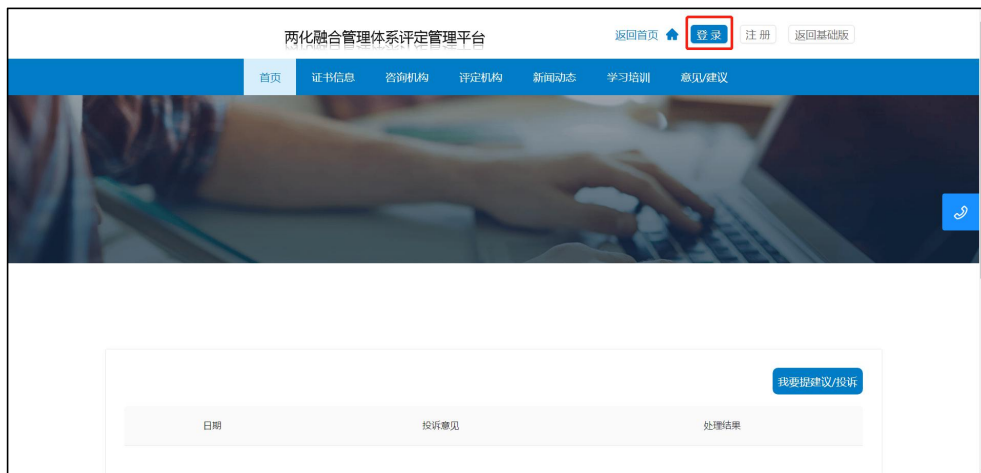 两化融合管理体系评定管理平台 返回首页 登 录 注 册 返回基础版
首页 证书信息 咨询机构 评定机构 新闻动态 学习培训 意见/建议
我要提建议/投诉
日期 投诉意见 处理结果